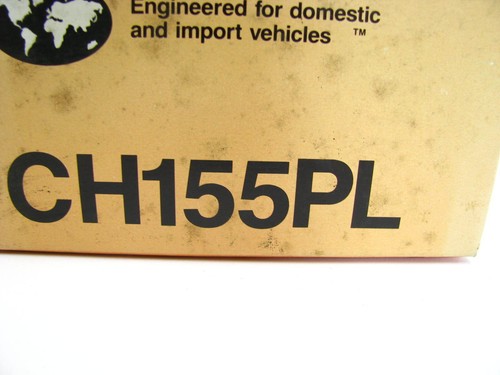 Engineered for domestic
and import vehicles ™
CH155PL